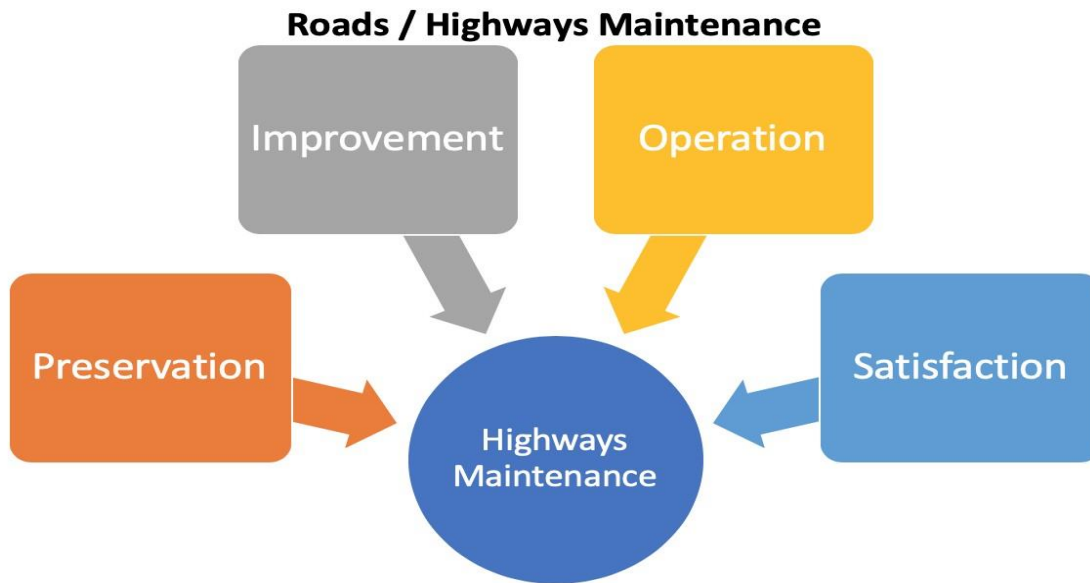 Roads / Highways Maintenance
Improvement
Operation
Preservation
Satisfaction
Highways
Maintenance